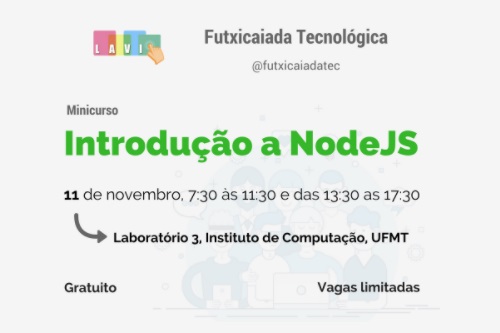 LAVI
Futxicaiada Tecnológica
@futxicaiadatec
Minicurso
Introdução a NodeJS
11 de novembro, 7:30 às 11:30 e das 13:30 as 17:30
Laboratório 3, Instituto de Computação, UFMT
Gratuito
Vagas limitadas